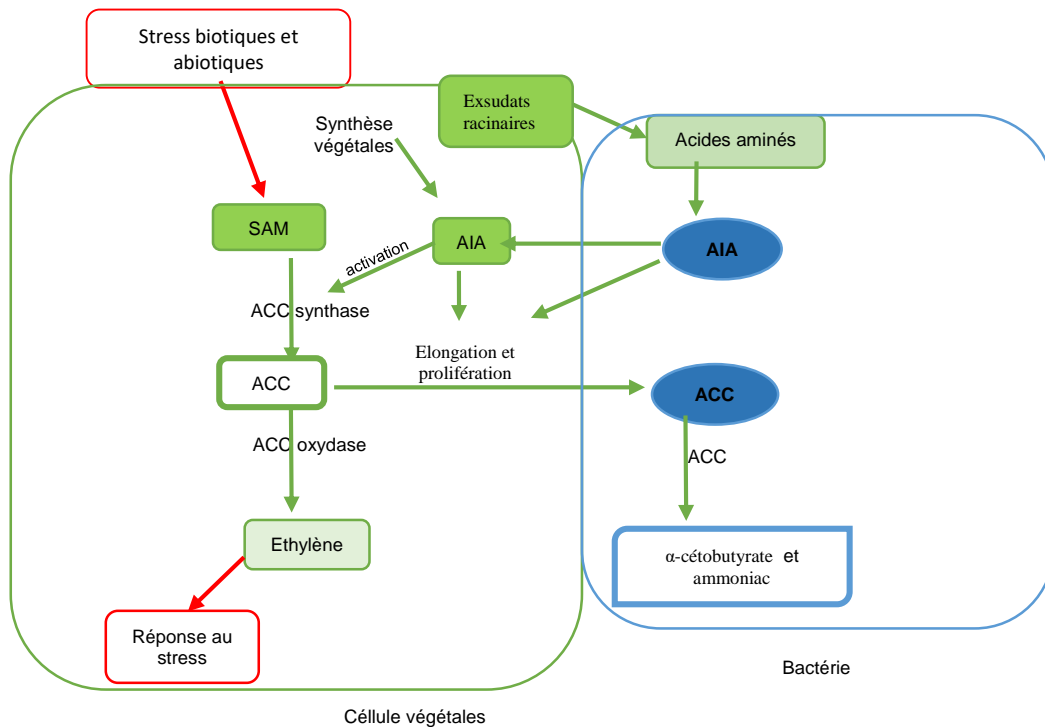 Stress biotiques et
abiotiques
Exsudats
racinaires
Synthèse
végétales
Acides aminés
SAM
AIA
AIA
activation
ACC synthase
Elongation et
prolifération
ACC
ACC
ACC oxydase
ACC
Ethylène
α-cétobutyrate et
ammoniac
Réponse au
stress
Bactérie
Céllule végétales